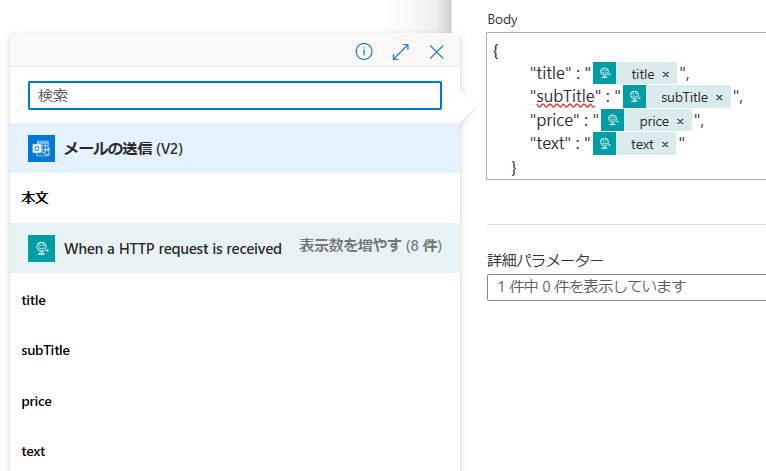 検索
メールの送信 (V2)
本文
When a HTTP request is received 表示数を増やす (8 件)
title
subTitle
price
text
Body
{
"title" : " title × ",
"subTitle" : " subTitle × ",
"price" : " price × ",
"text" : " text × "
}
詳細パラメーター
1 件中 0 件を表示しています